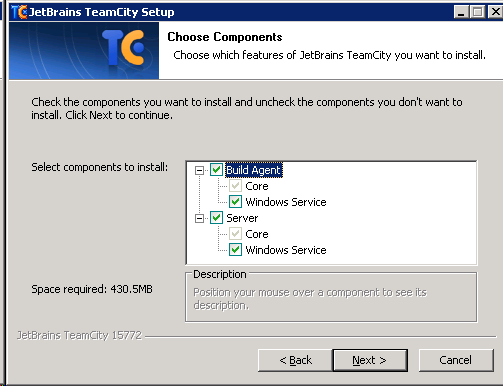 JetBrains TeamCity Setup
TC
Choose Components
Choose which features of JetBrains TeamCity you want to install.
Check the components you want to install and uncheck the components you don't want to
install. Click Next to continue.
Select components to install:
Build Agent
Core
Windows Service
Server
Core
Windows Service
Space required: 430.5MB
Description
Position your mouse over a component to see its
description.
JetBrains TeamCity 15772
< Back
Next >
Cancel